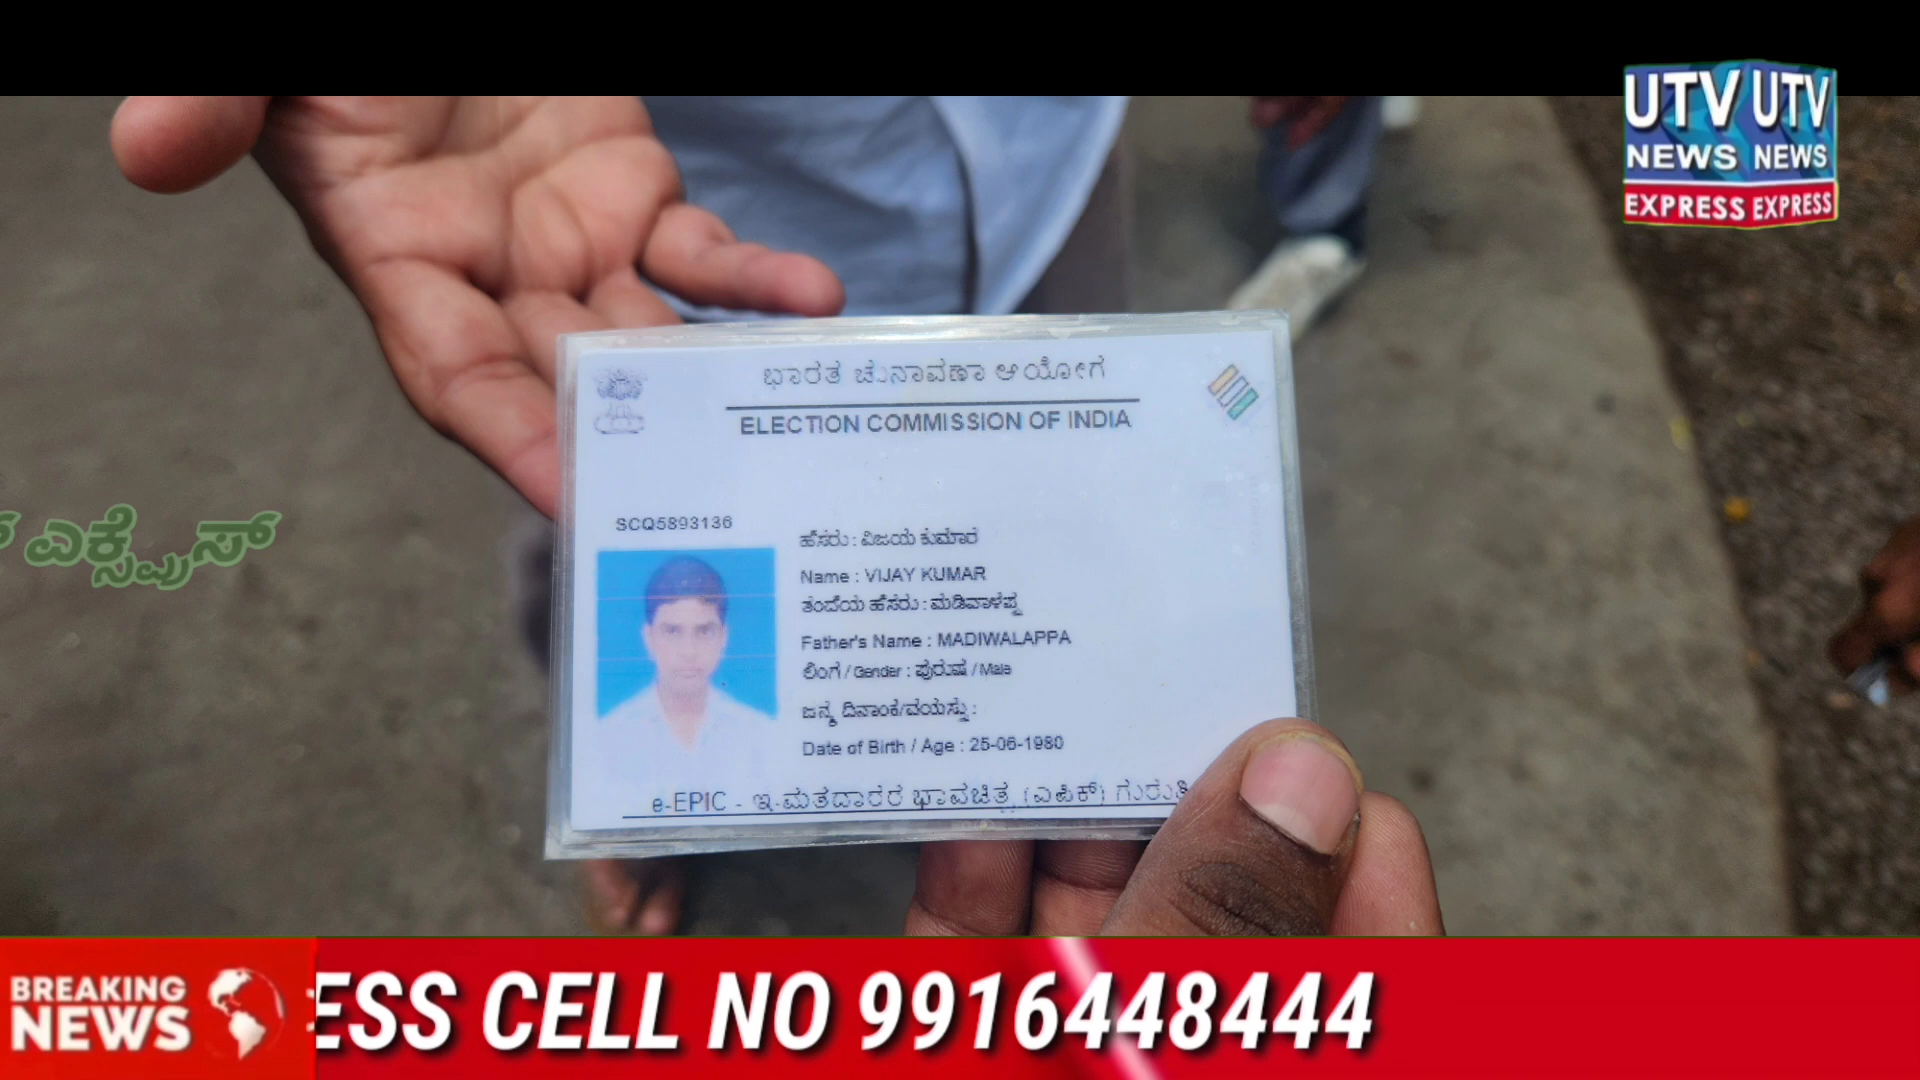 UTV UTV
NEWS NEWS
EXPRESS EXPRESS
ಭಾರತ ಚುನಾವಣಾ ಆಯೋಗ
ELECTION COMMISSION OF INDIA
SCQ5893136
ಹೆಸರು : ವಿಜಯ ಕುಮಾರ
Name : VIJAY KUMAR
ತಂದೆಯ ಹೆಸರು : ಮಡಿವಾಳಪ್ಪ
Father's Name : MADIWALAPPA
ಲಿಂಗ / Gender : ಪುರುಷ / Male
ಜನ್ಮ ದಿನಾಂಕ/ವಯಸ್ಸು :
Date of Birth / Age : 25-06-1980
e-EPIC - ಇ-ಮತದಾರರ ಭಾವಚಿತ್ರ (ಎಪಿಕ್) ಗುರುತಿ
ಎಕ್ಸ್ಪ್ರೆಸ್
BREAKING
NEWS
ESS CELL NO 9916448444